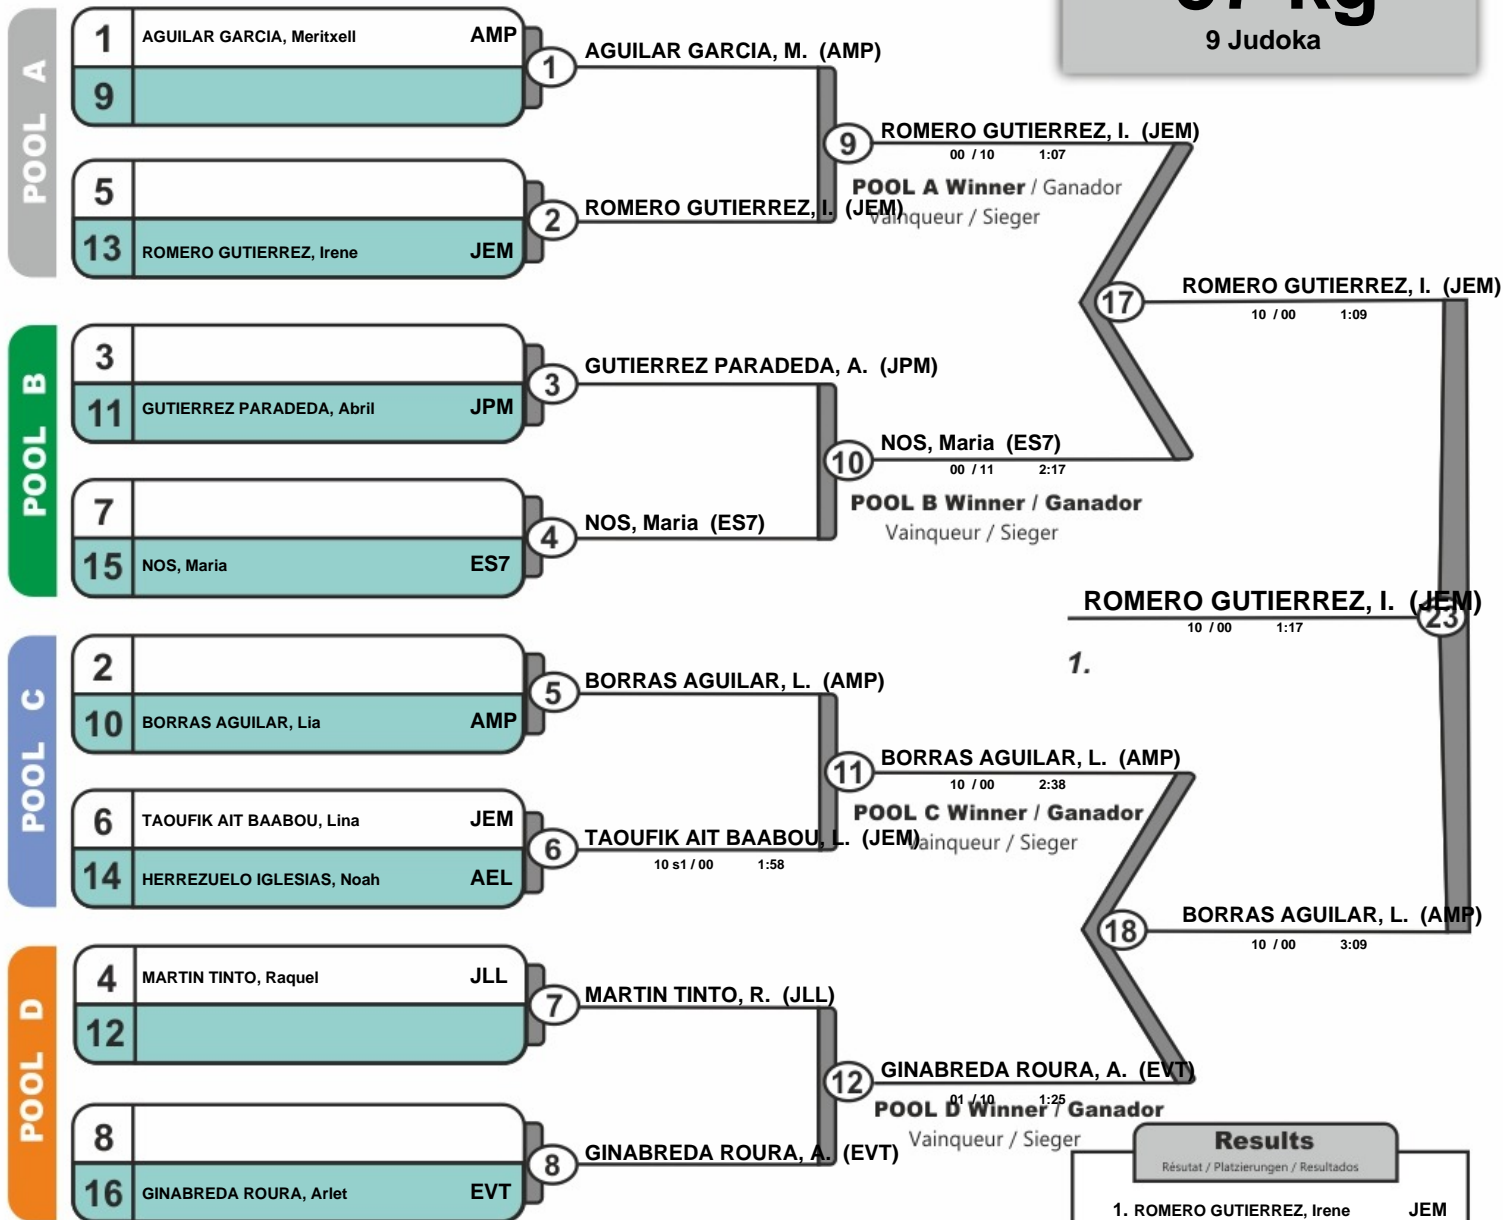 57 kg
9 Judoka
POOL A
1 AGUILAR GARCIA, Meritxell AMP
9
1
AGUILAR GARCIA, M. (AMP)
5
13 ROMERO GUTIERREZ, Irene JEM
2
ROMERO GUTIERREZ, I. (JEM)
9
ROMERO GUTIERREZ, I. (JEM)
00 / 10 1:07
POOL A Winner / Ganador
Vainqueur / Sieger
POOL B
3
11 GUTIERREZ PARADEDA, Abril JPM
3
GUTIERREZ PARADEDA, A. (JPM)
7
15 NOS, Maria ES7
4
NOS, Maria (ES7)
10
NOS, Maria (ES7)
00 / 11 2:17
POOL B Winner / Ganador
Vainqueur / Sieger
17
ROMERO GUTIERREZ, I. (JEM)
10 / 00 1:09
ROMERO GUTIERREZ, I. (JEM)
10 / 00 1:17
23
1.
POOL C
2
10 BORRAS AGUILAR, Lia AMP
5
BORRAS AGUILAR, L. (AMP)
6 TAOUFIK AIT BAABOU, Lina JEM
14 HERREZUELO IGLESIAS, Noah AEL
6
TAOUFIK AIT BAABOU, L. (JEM)
10 s1 / 00 1:58
11
BORRAS AGUILAR, L. (AMP)
10 / 00 2:38
POOL C Winner / Ganador
Vainqueur / Sieger
18
BORRAS AGUILAR, L. (AMP)
10 / 00 3:09
POOL D
4 MARTIN TINTO, Raquel JLL
12
7
MARTIN TINTO, R. (JLL)
8
16 GINABREDA ROURA, Arlet EVT
8
GINABREDA ROURA, A. (EVT)
12
GINABREDA ROURA, A. (EVT)
01 / 10 1:25
POOL D Winner / Ganador
Vainqueur / Sieger
Results
Résutat / Platzierungen / Resultados
1. ROMERO GUTIERREZ, Irene JEM